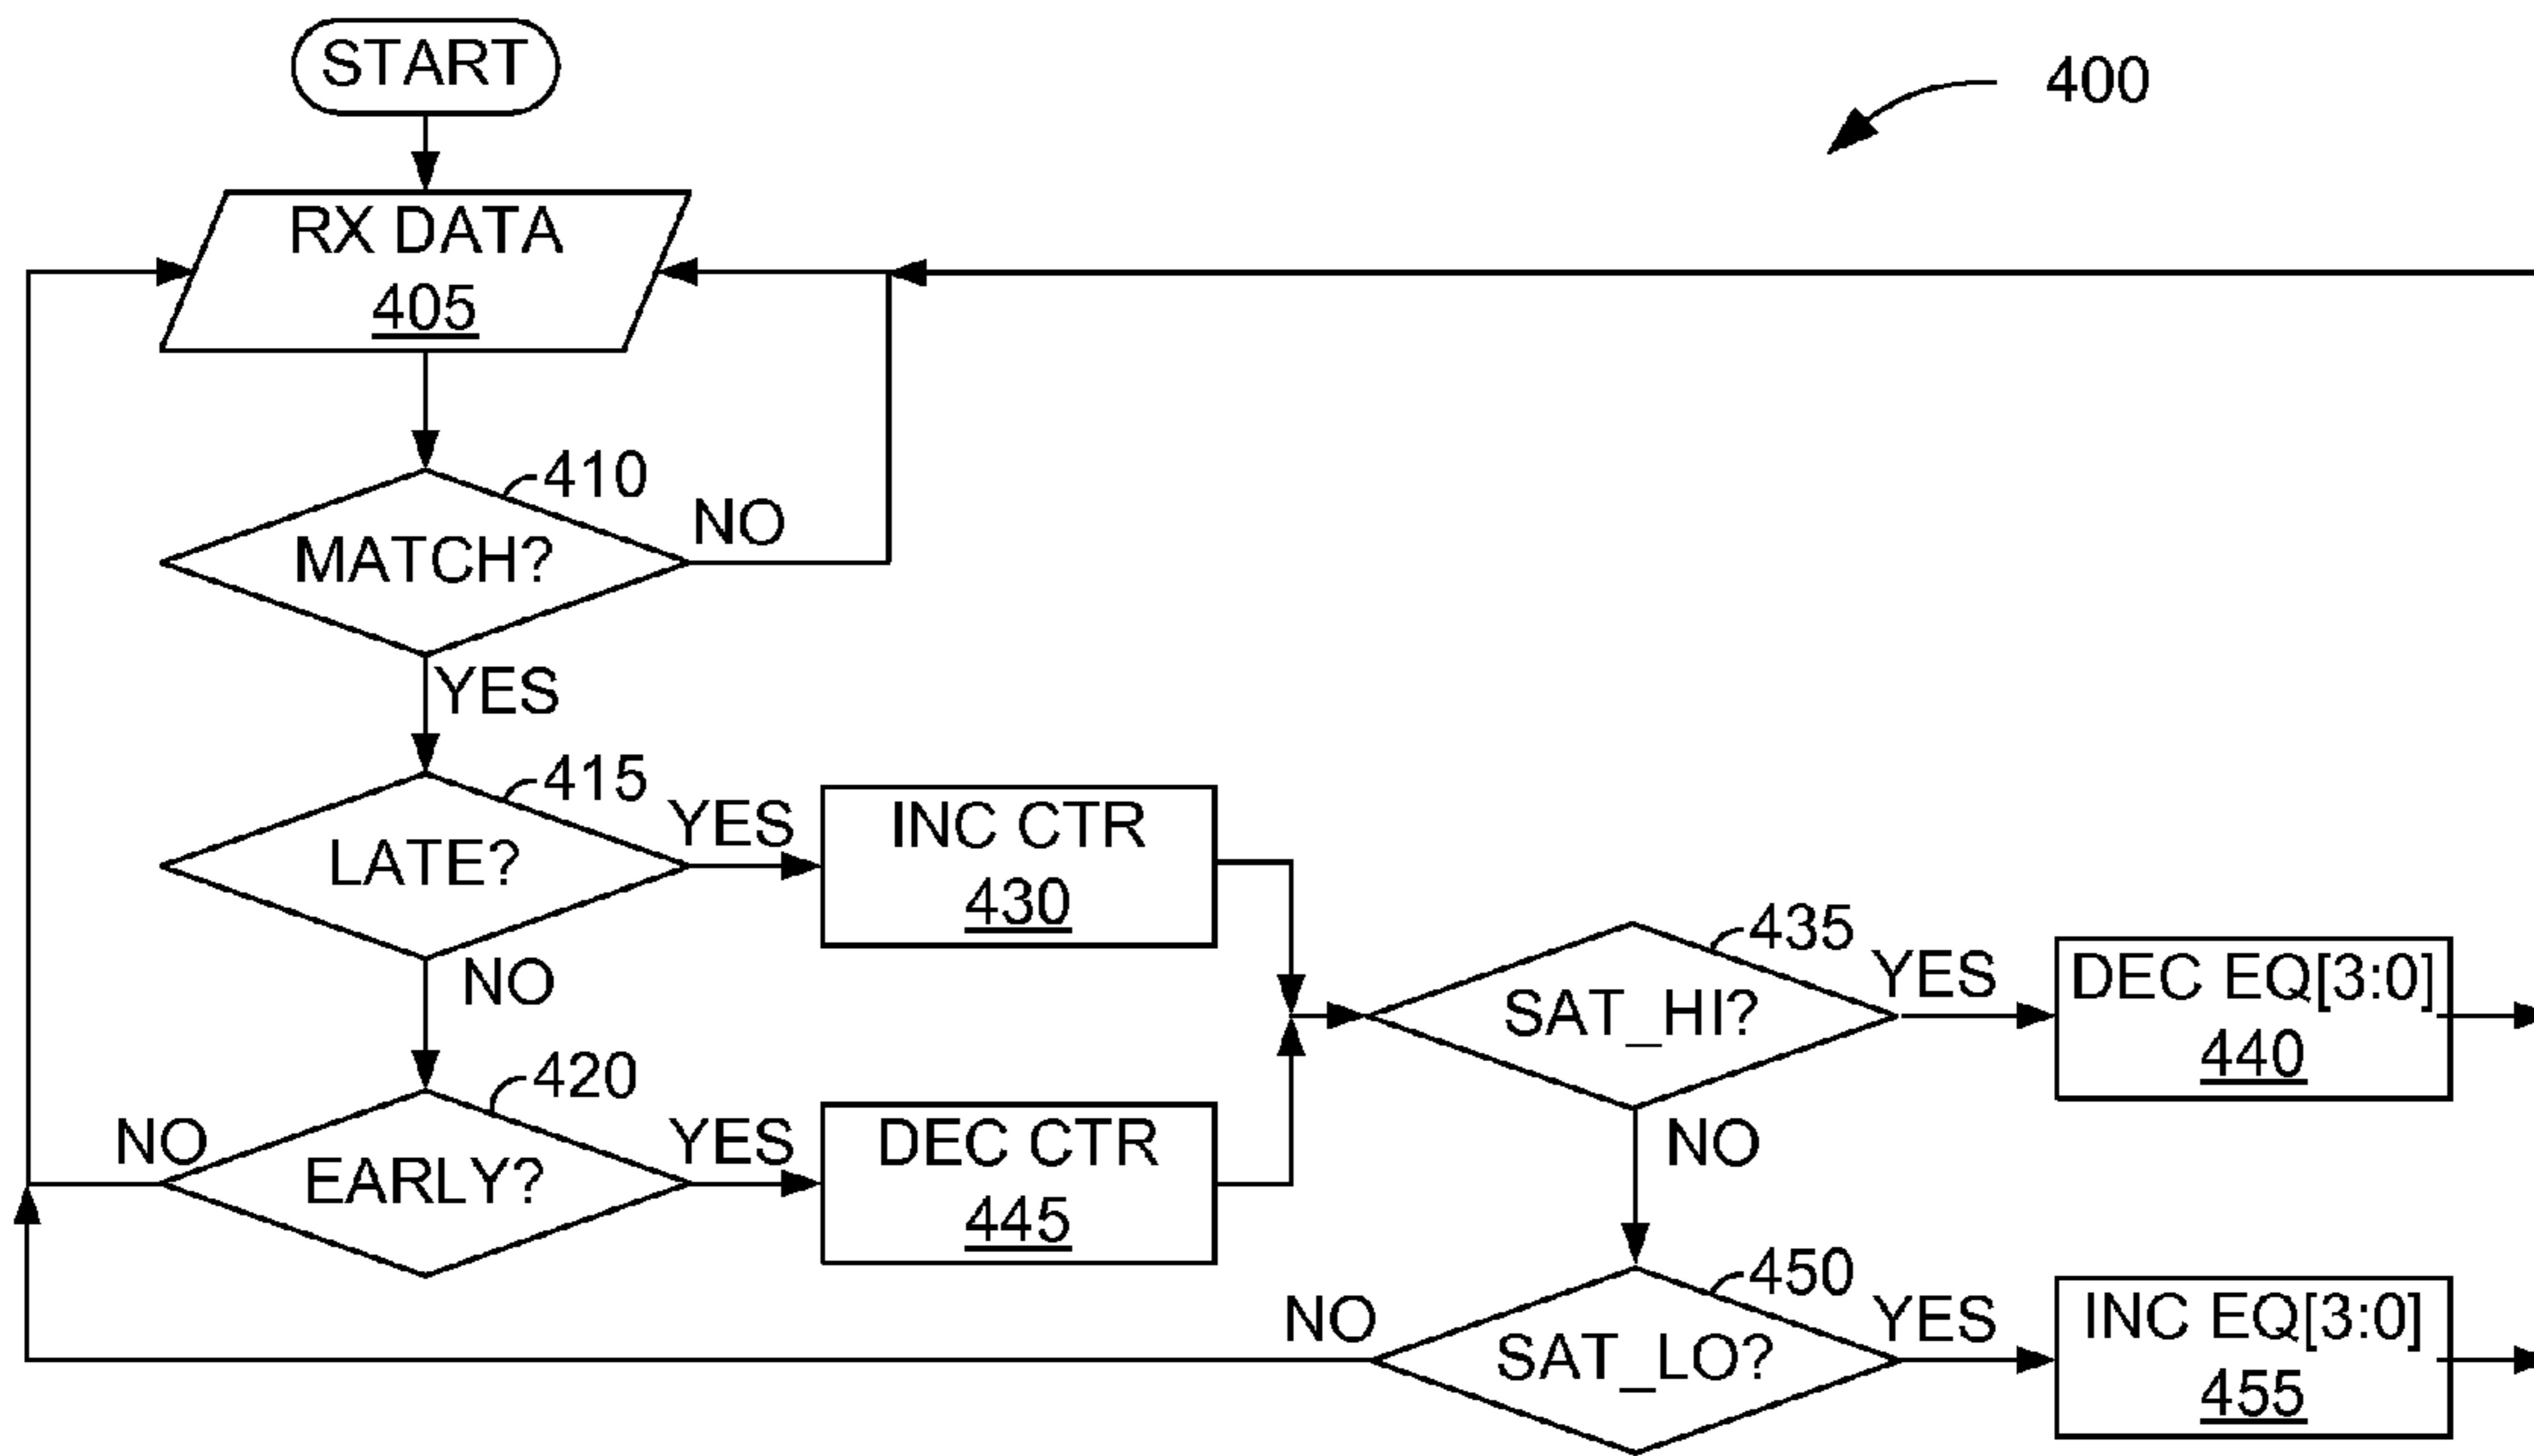 START
400
RX DATA
405
410
MATCH?
NO
YES
415
LATE?
YES
INC CTR
430
NO
420
EARLY?
NO
YES
DEC CTR
445
435
SAT_HI?
YES
DEC EQ[3:0]
440
NO
450
SAT_LO?
NO
YES
INC EQ[3:0]
455